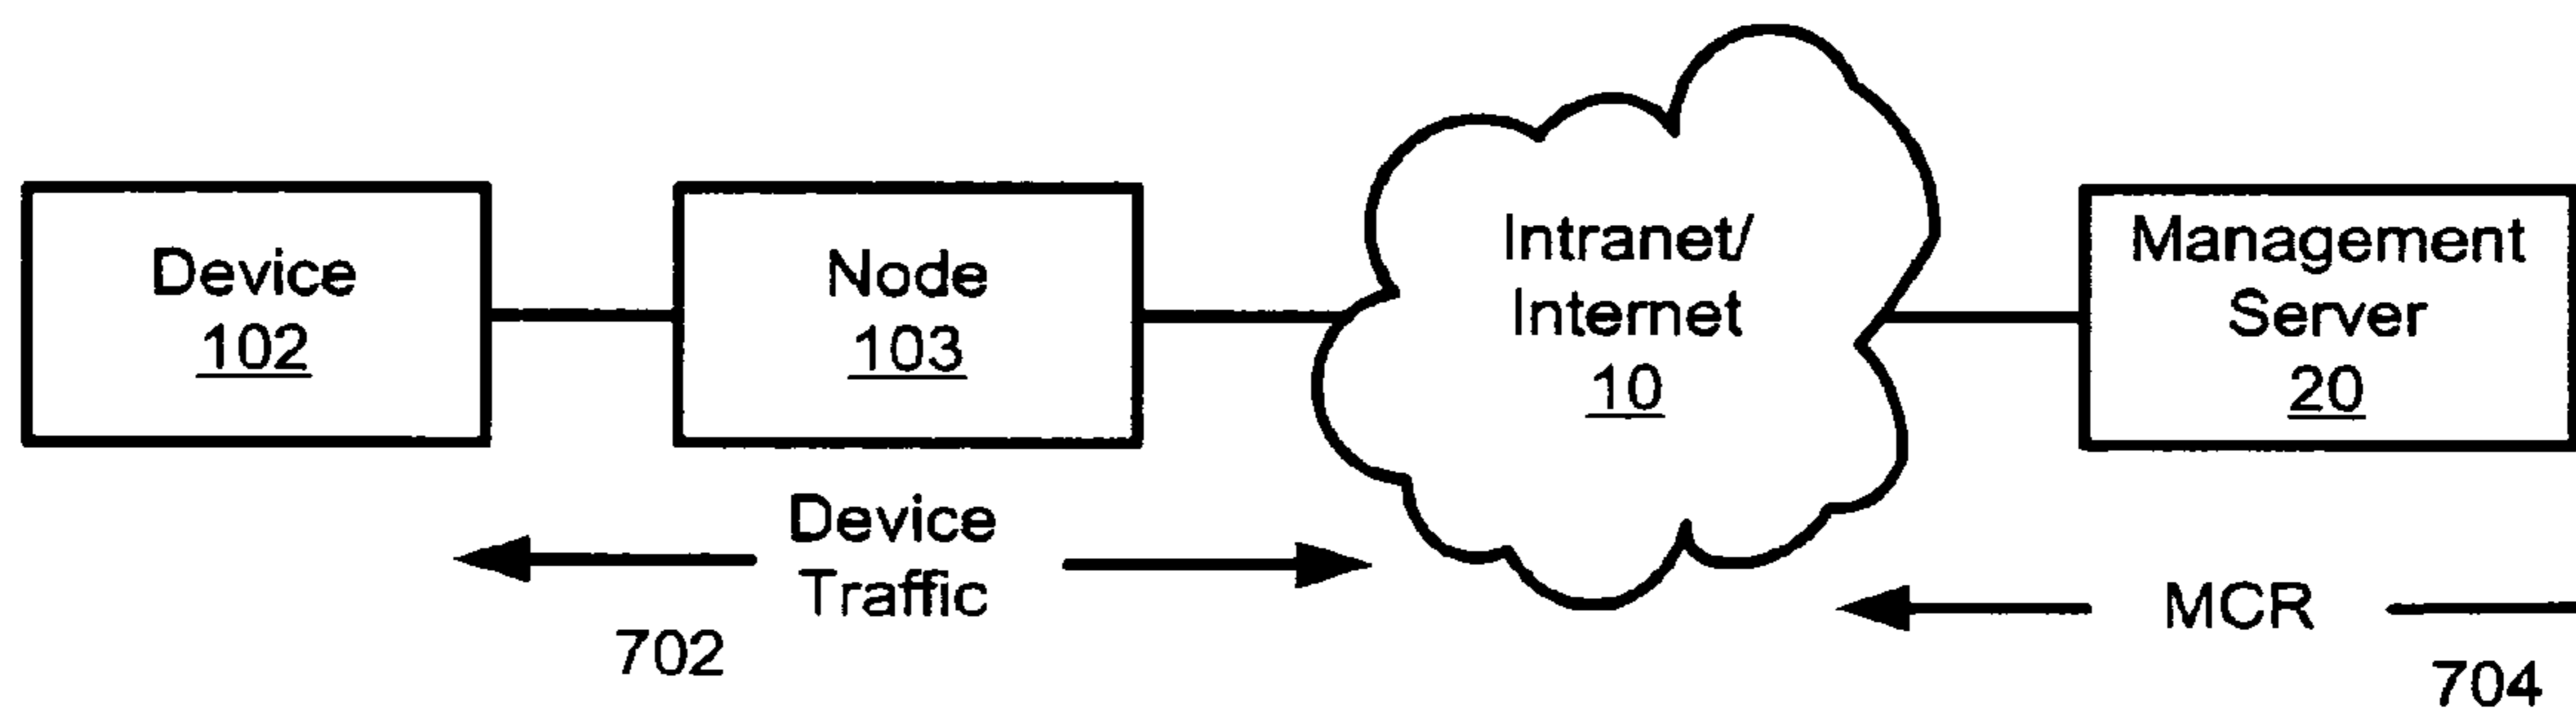 Device
102
Node
103
Intranet/
Internet
10
Management
Server
20
Device
Traffic
702
MCR
704